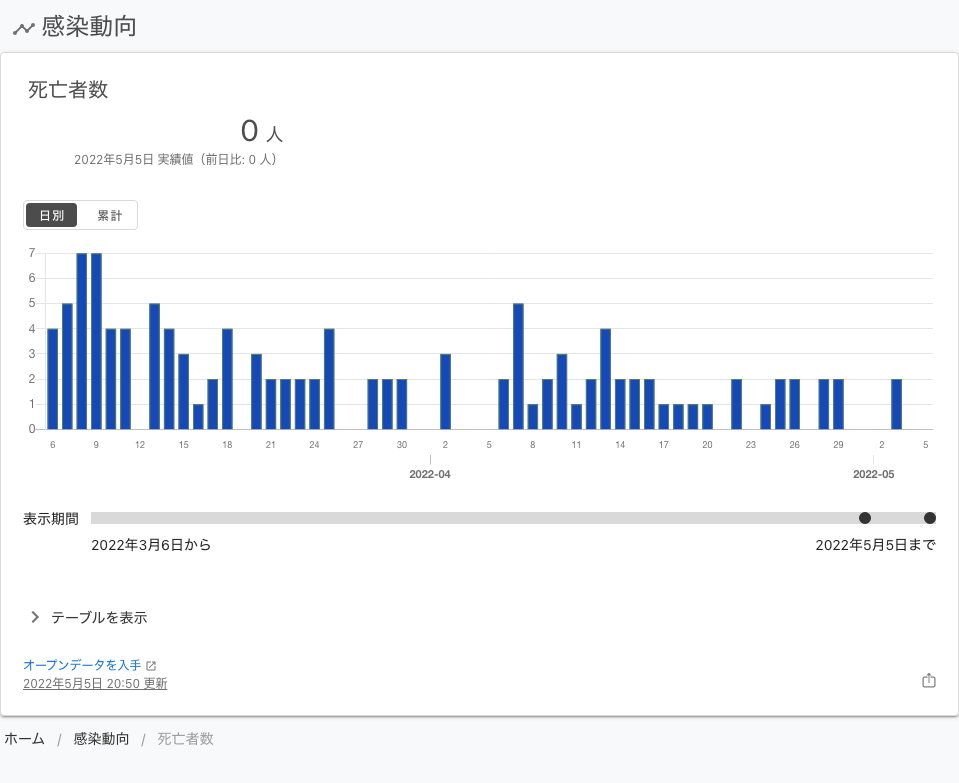 感染動向
死亡者数
0 人
2022年5月5日 実績値（前日比: 0 人）
日別 累計
7
6
5
4
3
2
1
0
6 9 12 15 18 21 24 27 30 2 5 8 11 14 17 20 23 26 29 2 5
2022-04 2022-05
表示期間
2022年3月6日から 2022年5月5日まで
テーブルを表示
オープンデータを入手
2022年5月5日 20:50 更新
ホーム / 感染動向 / 死亡者数